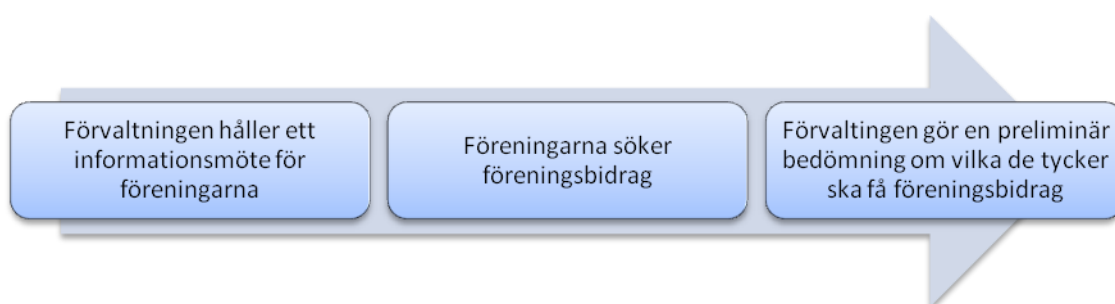 Förvaltningen håller ett
informationsmöte för
föreningarna
Föreningarna söker
föreningsbidrag
Förvaltingen gör en preliminär
bedömning om vilka de tycker
ska få föreningsbidrag